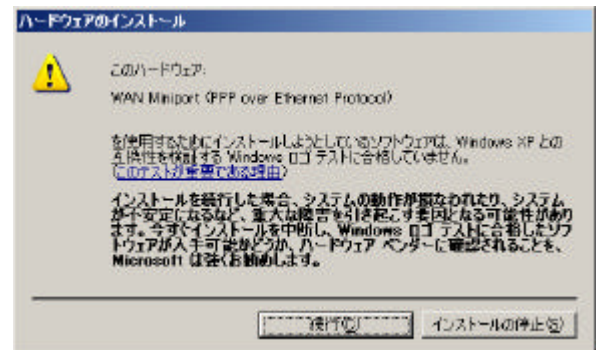 ハードウェアのインストール
このハードウェア:
WAN Miniport (PPP over Ethernet Protocol)
を使用するためにインストールしようとしているソフトウェアは、Windows XP との
互換性を検証する Windows ロゴ テストに合格していません。
(このテストが重要である理由)
インストールを続行した場合、システムの動作が損なわれたり、システム
が不安定になるなど、重大な障害を引き起こす要因となる可能性があり
ます。今すぐインストールを中断し、Windows ロゴ テストに合格したソフ
トウェアが入手可能かどうか、ハードウェア ベンダーに確認されることを、
Microsoft は強くお勧めします。
続行(C) インストールの停止(S)